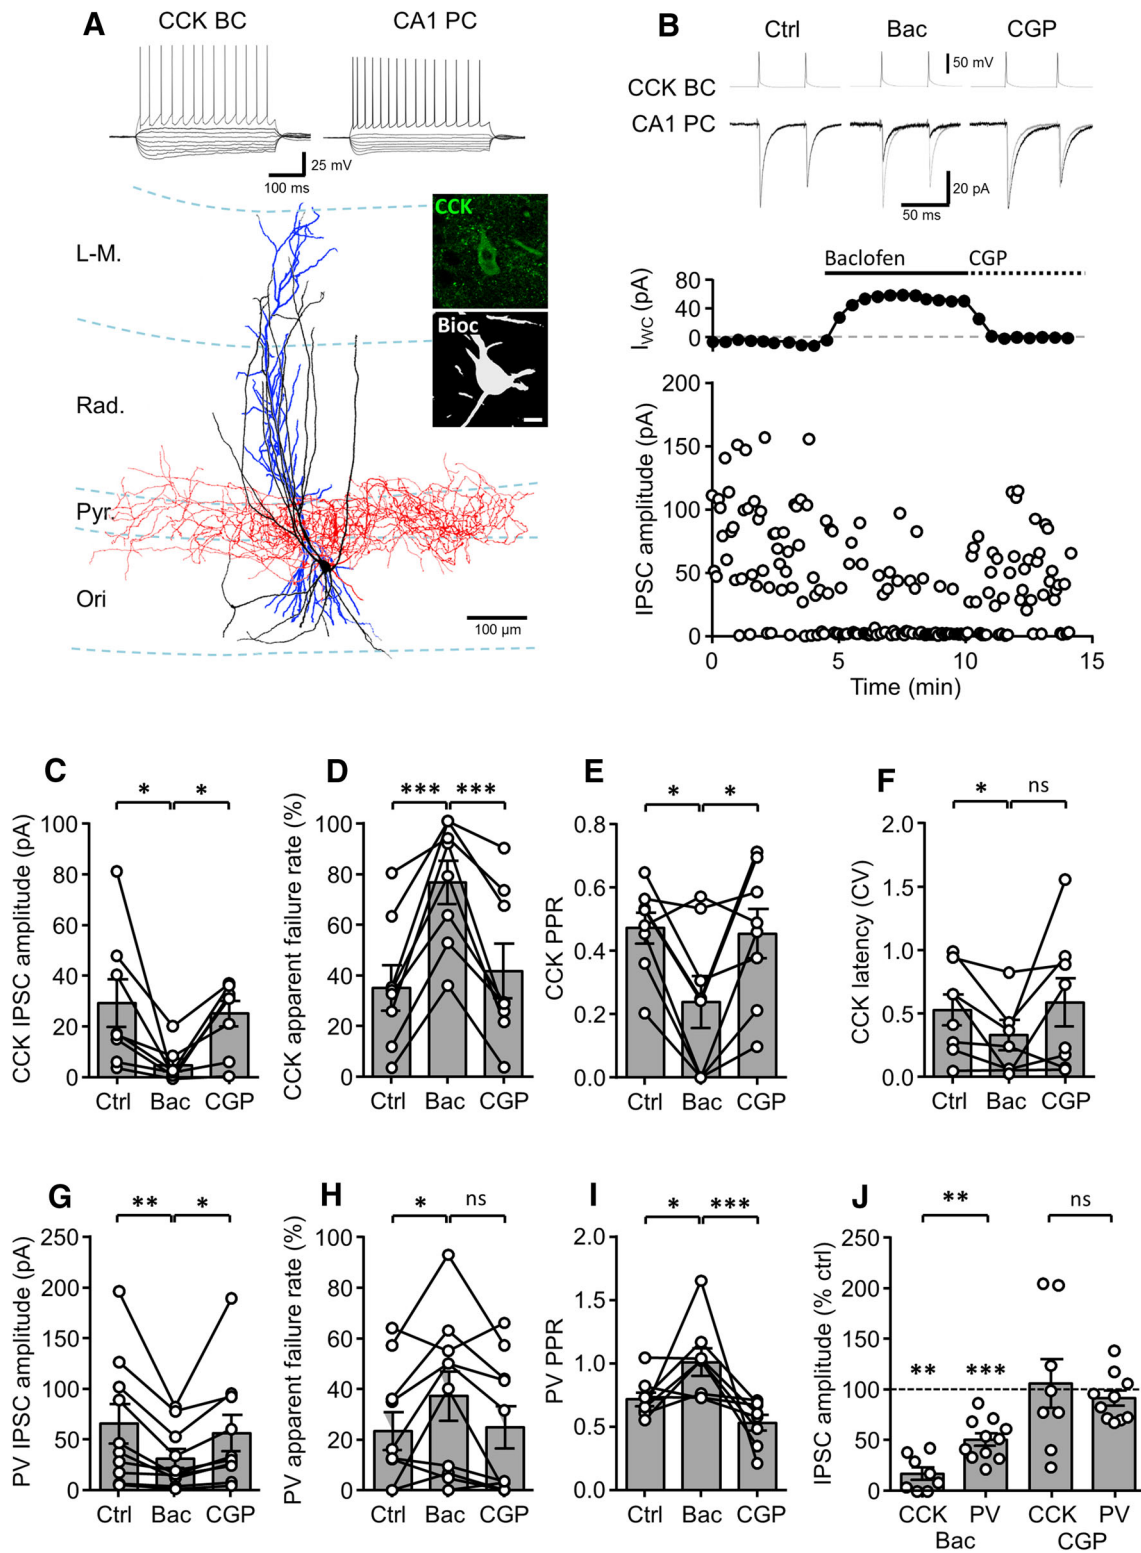 A
CCK BC
CA1 PC
25 mV
100 ms
L-M.
Rad.
Pyr.
Ori
CCK
Bioc
100 µm
B
Ctrl
Bac
CGP
50 mV
CCK BC
CA1 PC
20 pA
50 ms
Baclofen
CGP
I WC (pA)
80
40
0
IPSC amplitude (pA)
200
150
100
50
0
0
5
10
15
Time (min)
C
*
*
CCK IPSC amplitude (pA)
100
80
60
40
20
0
Ctrl
Bac
CGP
D
***
***
CCK apparent failure rate (%)
100
80
60
40
20
0
Ctrl
Bac
CGP
E
*
*
CCK PPR
0.8
0.6
0.4
0.2
0.0
Ctrl
Bac
CGP
F
*
ns
CCK latency (CV)
2.0
1.5
1.0
0.5
0.0
Ctrl
Bac
CGP
G
**
*
PV IPSC amplitude (pA)
250
200
150
100
50
0
Ctrl
Bac
CGP
H
*
ns
PV apparent failure rate (%)
100
80
60
40
20
0
Ctrl
Bac
CGP
I
*
***
PV PPR
2.0
1.5
1.0
0.5
0.0
Ctrl
Bac
CGP
J
**
ns
IPSC amplitude (% ctrl)
250
200
150
100
50
0
**
***
CCK
PV
CCK
PV
Bac
CGP